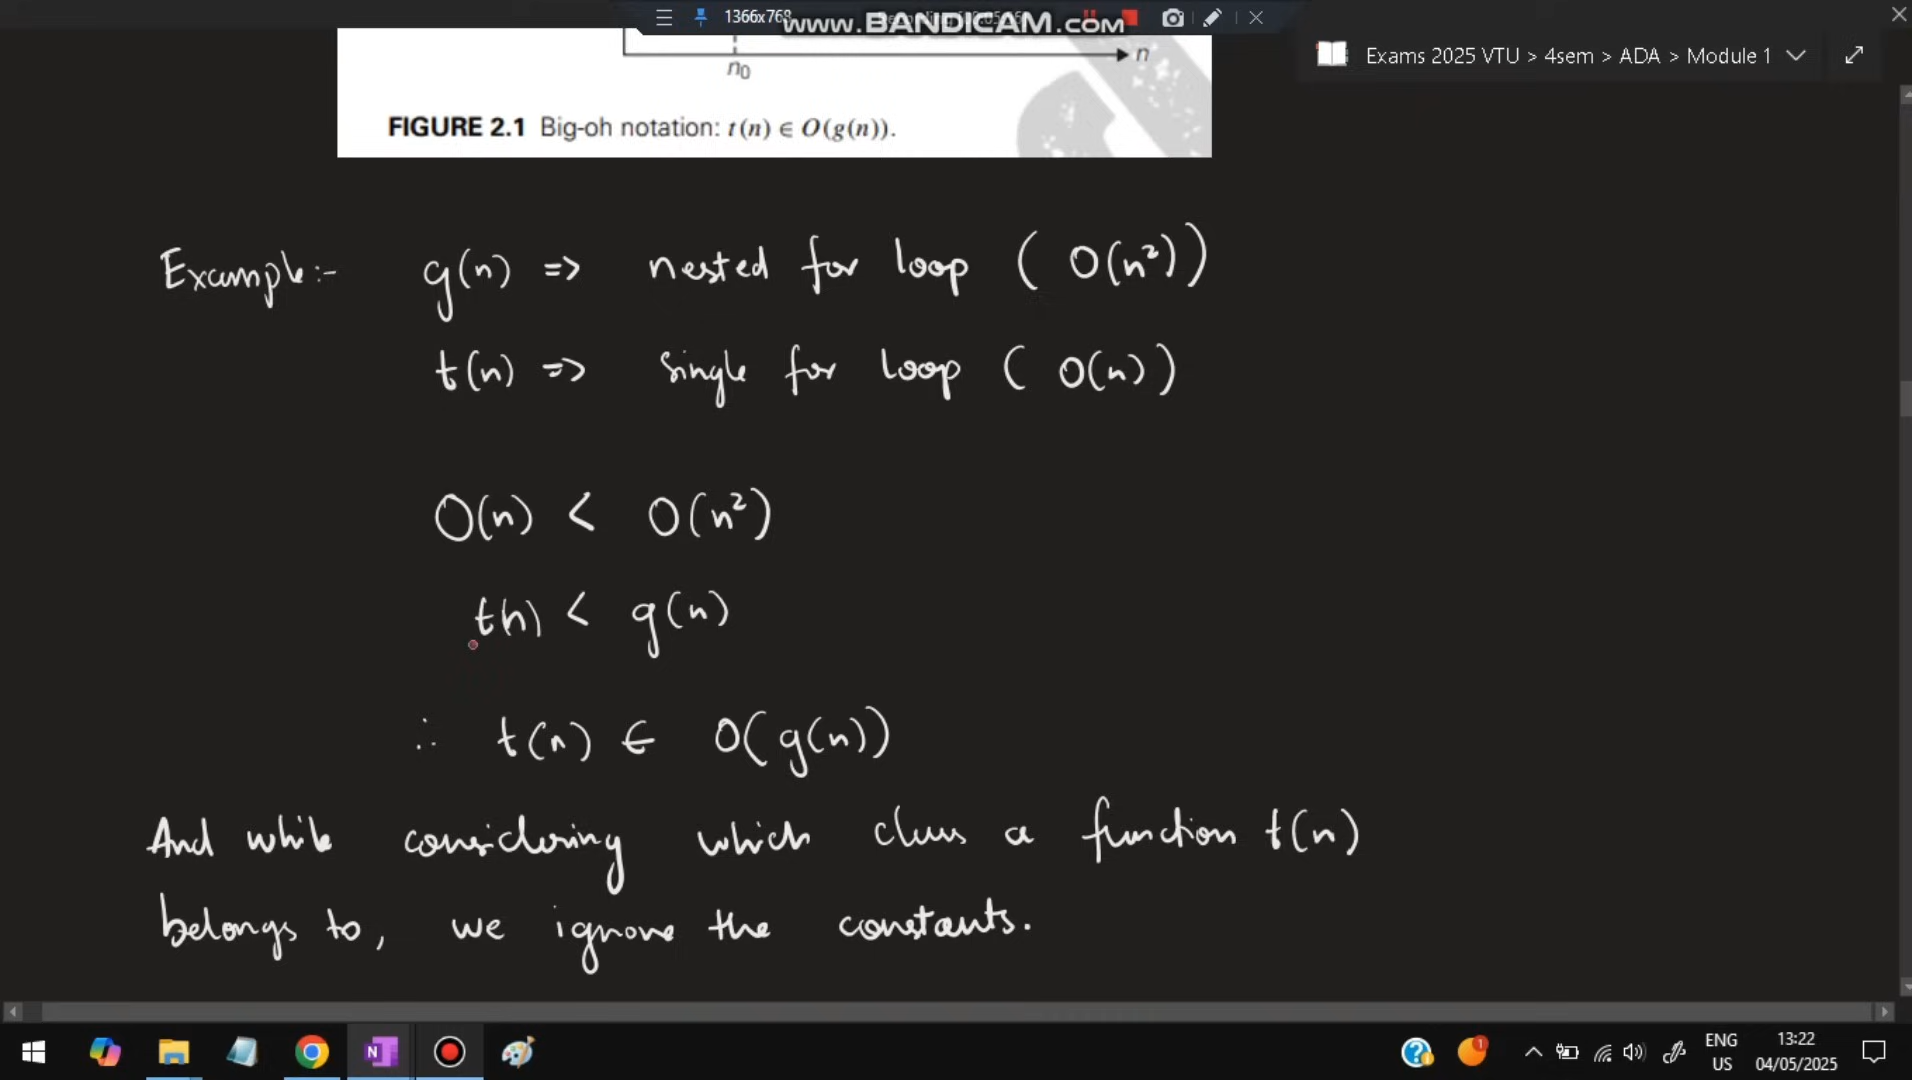 1366x768
www.BANDICAM.com
Exams 2025 VTU > 4sem > ADA > Module 1
n₀
n
FIGURE 2.1 Big-oh notation: t(n) ∈ O(g(n)).
Example:- g(n) => nested for loop ( O(n²))
t(n) => single for loop ( O(n))
O(n) < O(n²)
t(n) < g(n)
∴ t(n) ∈ O(g(n))
And while considering which class a function t(n)
belongs to, we ignore the constants.
ENG
US
13:22
04/05/2025